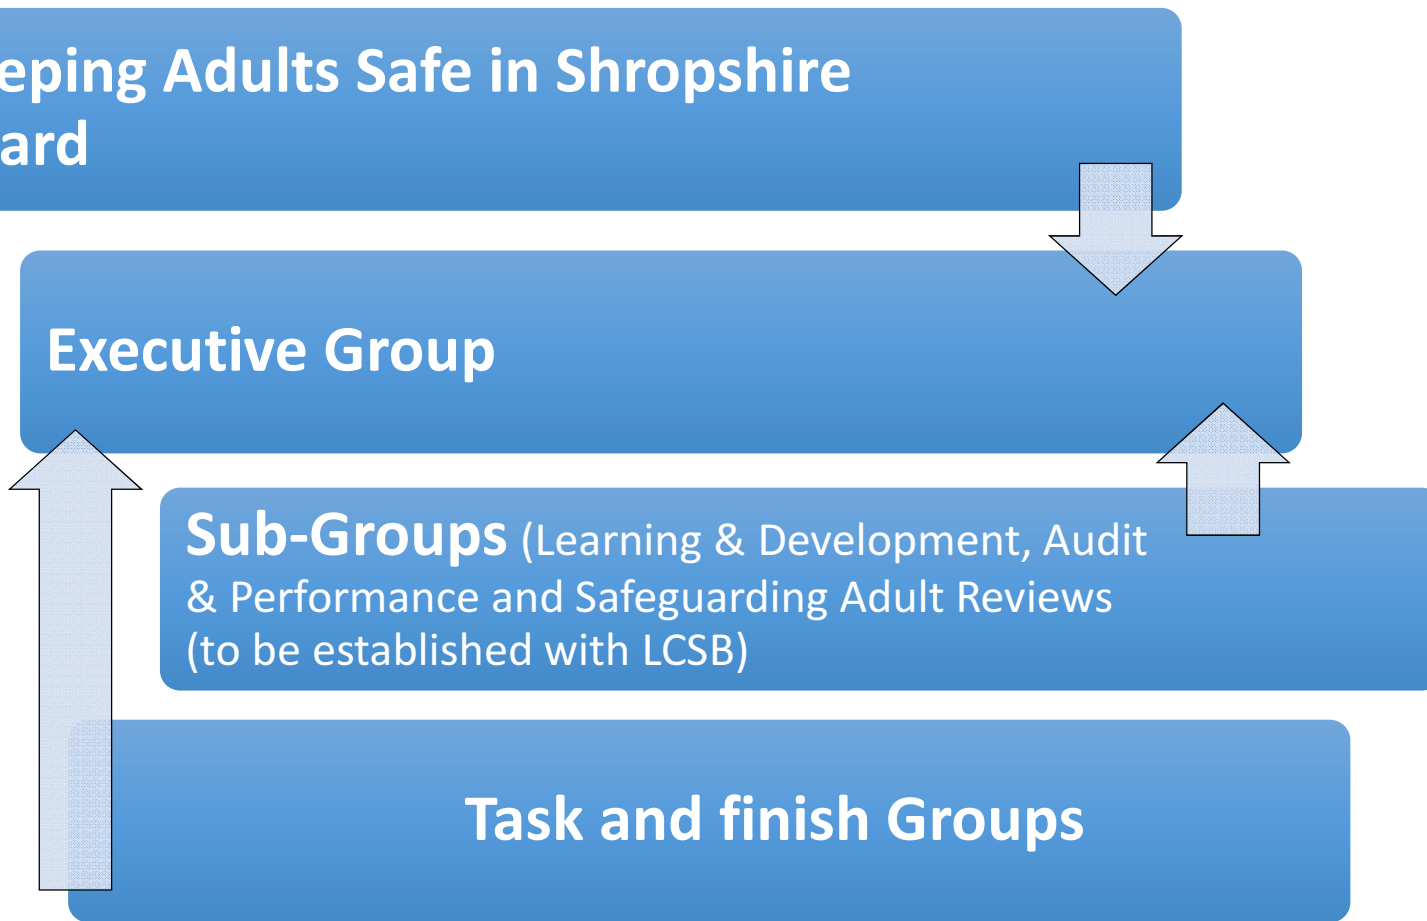 eping Adults Safe in Shropshire
ard
Executive Group
Sub-Groups (Learning & Development, Audit
& Performance and Safeguarding Adult Reviews
(to be established with LCSB)
Task and finish Groups